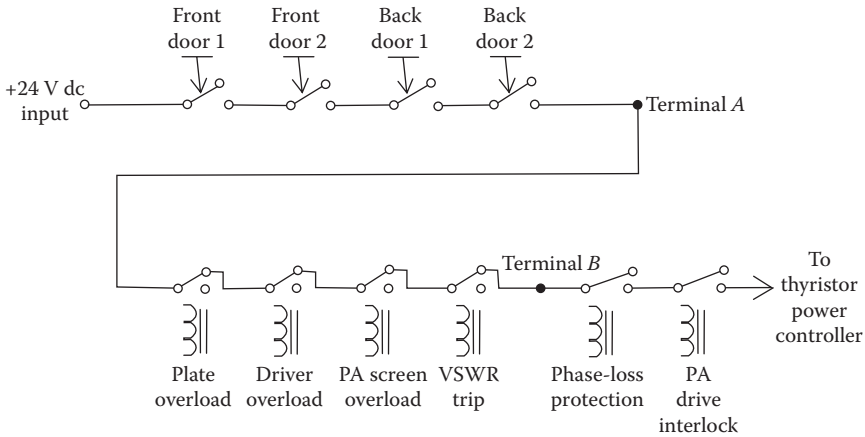 Front door 1
Front door 2
Back door 1
Back door 2
+24 V dc input
Terminal A
Terminal B
To thyristor power controller
Plate overload
Driver overload
PA screen overload
VSWR trip
Phase-loss protection
PA drive interlock